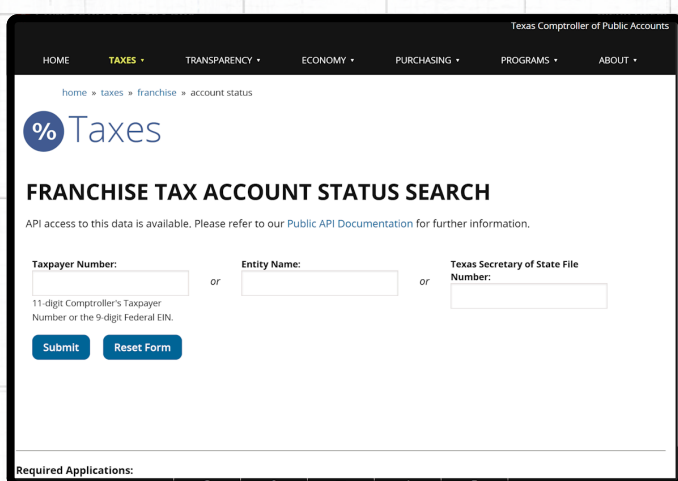 Texas Comptroller of Public Accounts
HOME TAXES ▾ TRANSPARENCY ▾ ECONOMY ▾ PURCHASING ▾ PROGRAMS ▾ ABOUT ▾
home » taxes » franchise » account status
% Taxes
FRANCHISE TAX ACCOUNT STATUS SEARCH
API access to this data is available. Please refer to our Public API Documentation for further information.
Taxpayer Number:
11-digit Comptroller's Taxpayer
Number or the 9-digit Federal EIN.
or
Entity Name:
or
Texas Secretary of State File
Number:
Submit Reset Form
Required Applications: